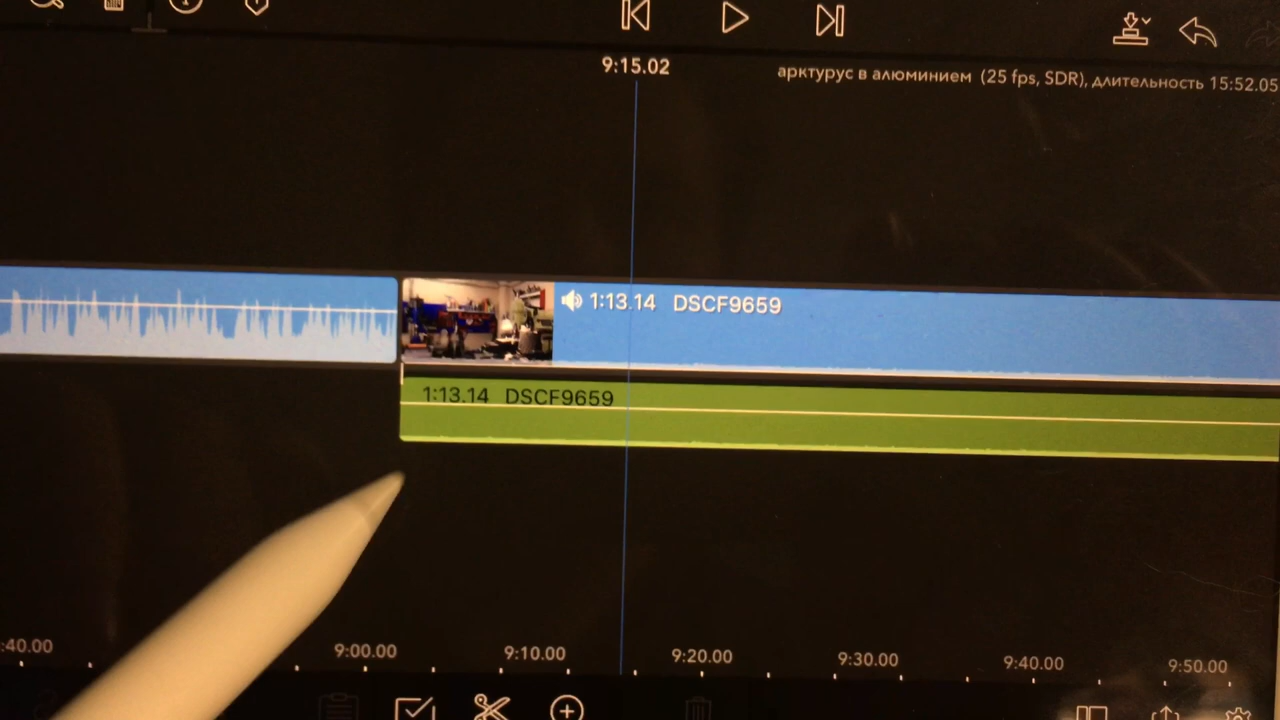 9:15.02
арктурус в алюминием (25 fps, SDR), длительность 15:52.05
1:13.14 DSCF9659
1:13.14 DSCF9659
:40.00 9:00.00 9:10.00 9:20.00 9:30.00 9:40.00 9:50.00